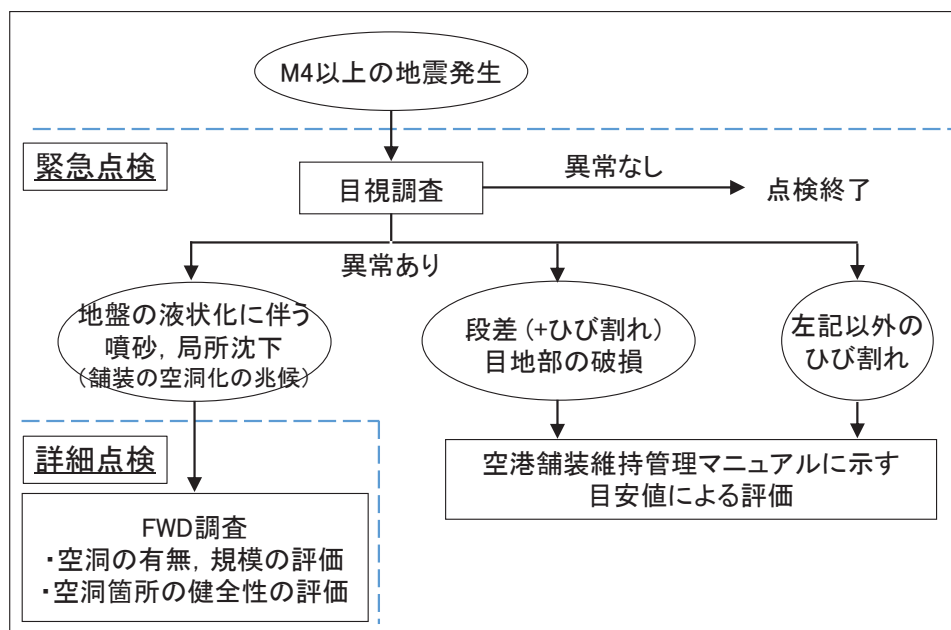 M4以上の地震発生
緊急点検
目視調査
異常なし
点検終了
異常あり
地盤の液状化に伴う
噴砂，局所沈下
(舗装の空洞化の兆候)
段差 (+ひび割れ)
目地部の破損
左記以外の
ひび割れ
詳細点検
FWD調査
・空洞の有無，規模の評価
・空洞箇所の健全性の評価
空港舗装維持管理マニュアルに示す
目安値による評価